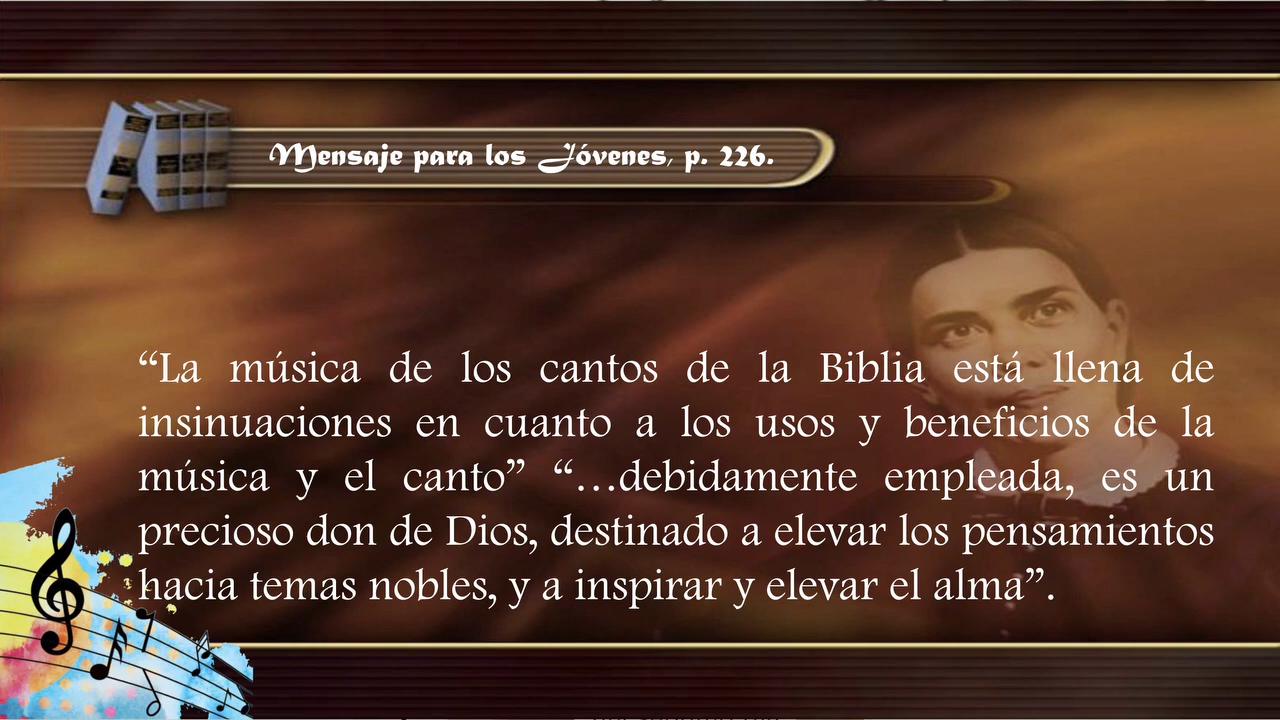 Mensaje para los Jóvenes, p. 226.
“La música de los cantos de la Biblia está llena de
insinuaciones en cuanto a los usos y beneficios de la
música y el canto” “…debidamente empleada, es un
precioso don de Dios, destinado a elevar los pensamientos
hacia temas nobles, y a inspirar y elevar el alma”.